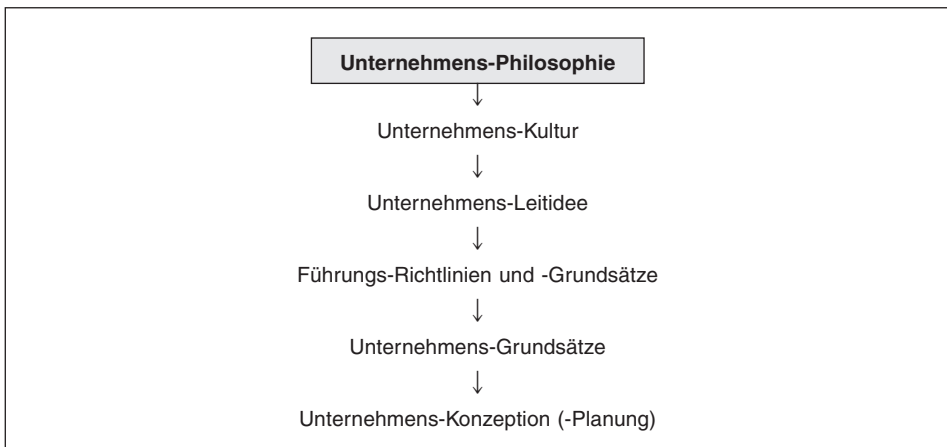 Unternehmens-Philosophie
Unternehmens-Kultur
Unternehmens-Leitidee
Führungs-Richtlinien und -Grundsätze
Unternehmens-Grundsätze
Unternehmens-Konzeption (-Planung)